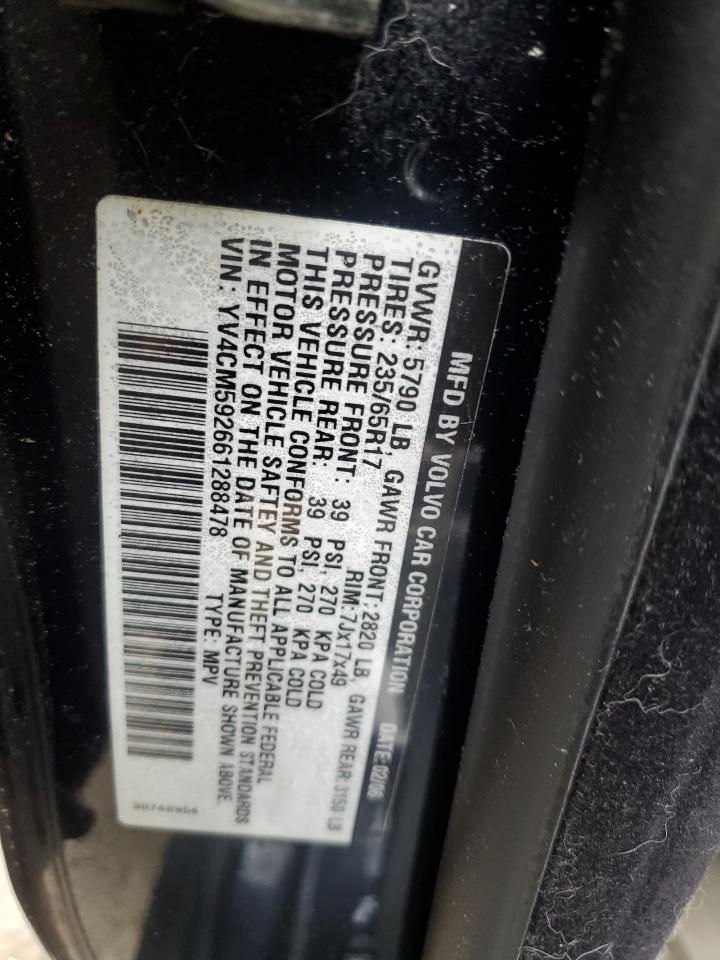 MFD BY VOLVO CAR CORPORATION DATE: 02/06
GVWR: 5790 LB, GAWR FRONT: 2820 LB, GAWR REAR: 3150 LB
TIRES: 235/65R17 RIM: 7Jx17x49
PRESSURE FRONT: 39 PSI, 270 KPA COLD
PRESSURE REAR: 39 PSI, 270 KPA COLD
THIS VEHICLE CONFORMS TO ALL APPLICABLE FEDERAL
MOTOR VEHICLE SAFTEY AND THEFT PREVENTION STANDARDS
IN EFFECT ON THE DATE OF MANUFACTURE SHOWN ABOVE.
VIN: YV4CM592661288478 TYPE: MPV